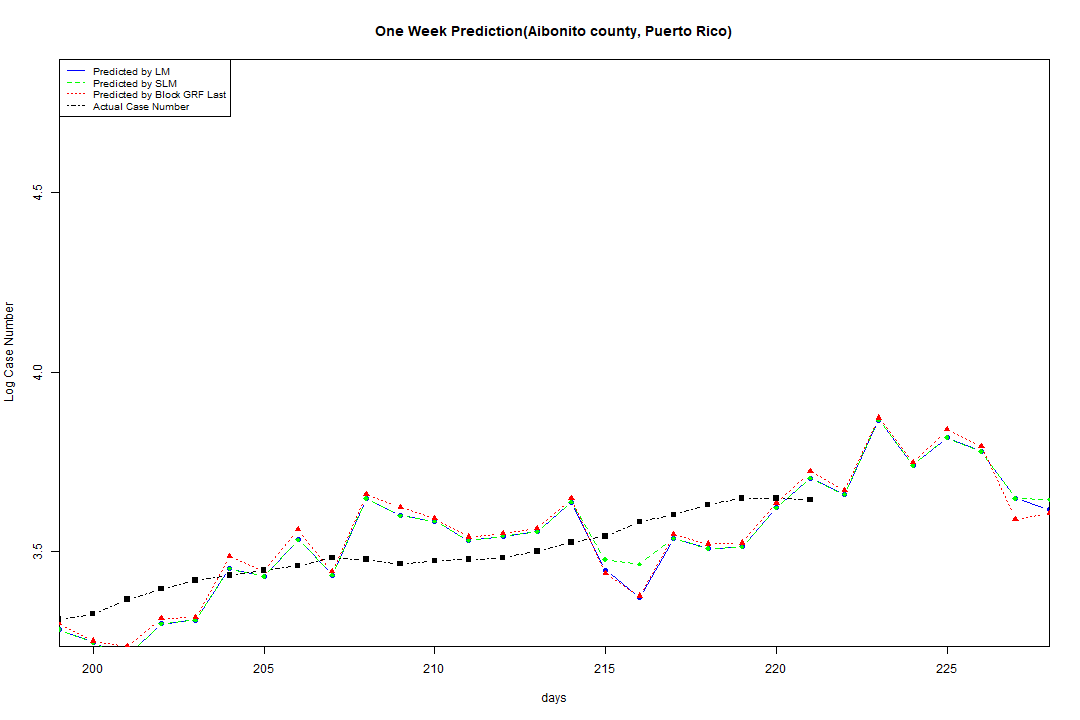 One Week Prediction(Aibonito county, Puerto Rico)
Predicted by LM
Predicted by SLM
Predicted by Block GRF Last
Actual Case Number
4.5
4.0
3.5
Log Case Number
200 205 210 215 220 225
days